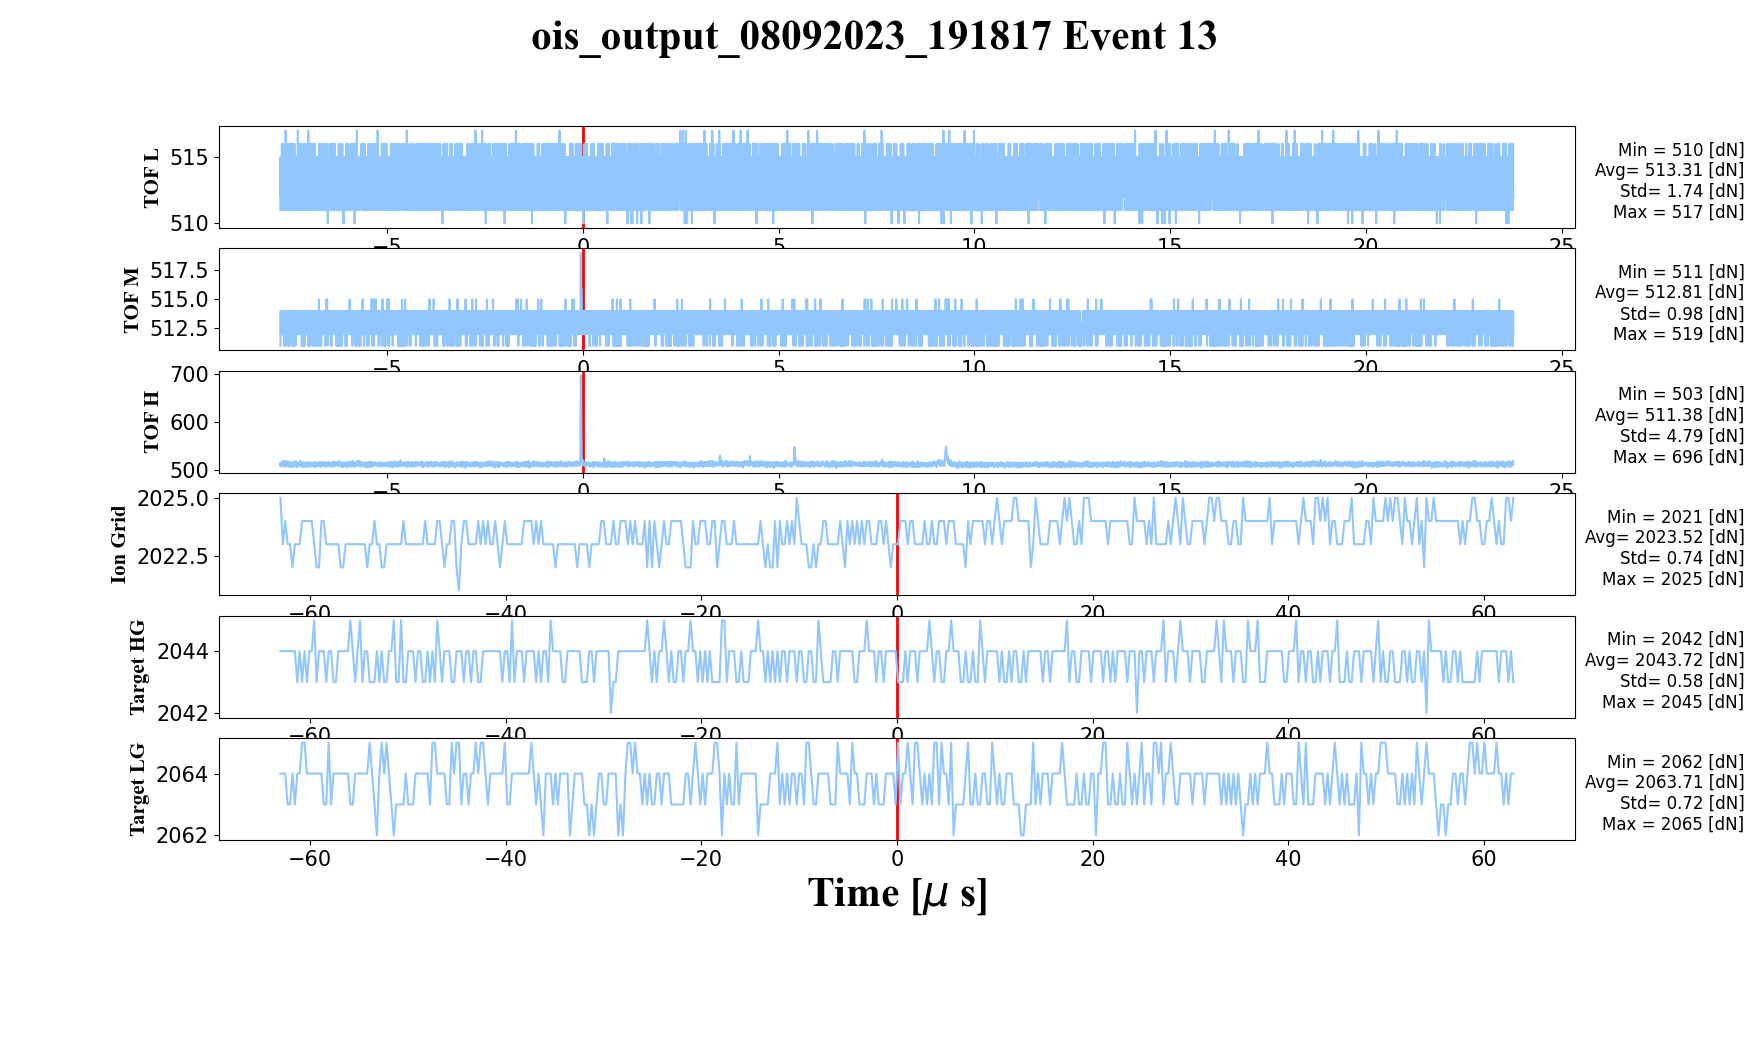 ois_output_08092023_191817 Event 13
TOF L
515
510
−5 0 5 10 15 20 25
Min = 510 [dN]
Avg= 513.31 [dN]
Std= 1.74 [dN]
Max = 517 [dN]
TOF M
517.5
515.0
512.5
−5 0 5 10 15 20 25
Min = 511 [dN]
Avg= 512.81 [dN]
Std= 0.98 [dN]
Max = 519 [dN]
TOF H
700
600
500
−5 0 5 10 15 20 25
Min = 503 [dN]
Avg= 511.38 [dN]
Std= 4.79 [dN]
Max = 696 [dN]
Ion Grid
2025.0
2022.5
−60 −40 −20 0 20 40 60
Min = 2021 [dN]
Avg= 2023.52 [dN]
Std= 0.74 [dN]
Max = 2025 [dN]
Target HG
2044
2042
−60 −40 −20 0 20 40 60
Min = 2042 [dN]
Avg= 2043.72 [dN]
Std= 0.58 [dN]
Max = 2045 [dN]
Target LG
2064
2062
−60 −40 −20 0 20 40 60
Min = 2062 [dN]
Avg= 2063.71 [dN]
Std= 0.72 [dN]
Max = 2065 [dN]
Time [μ s]